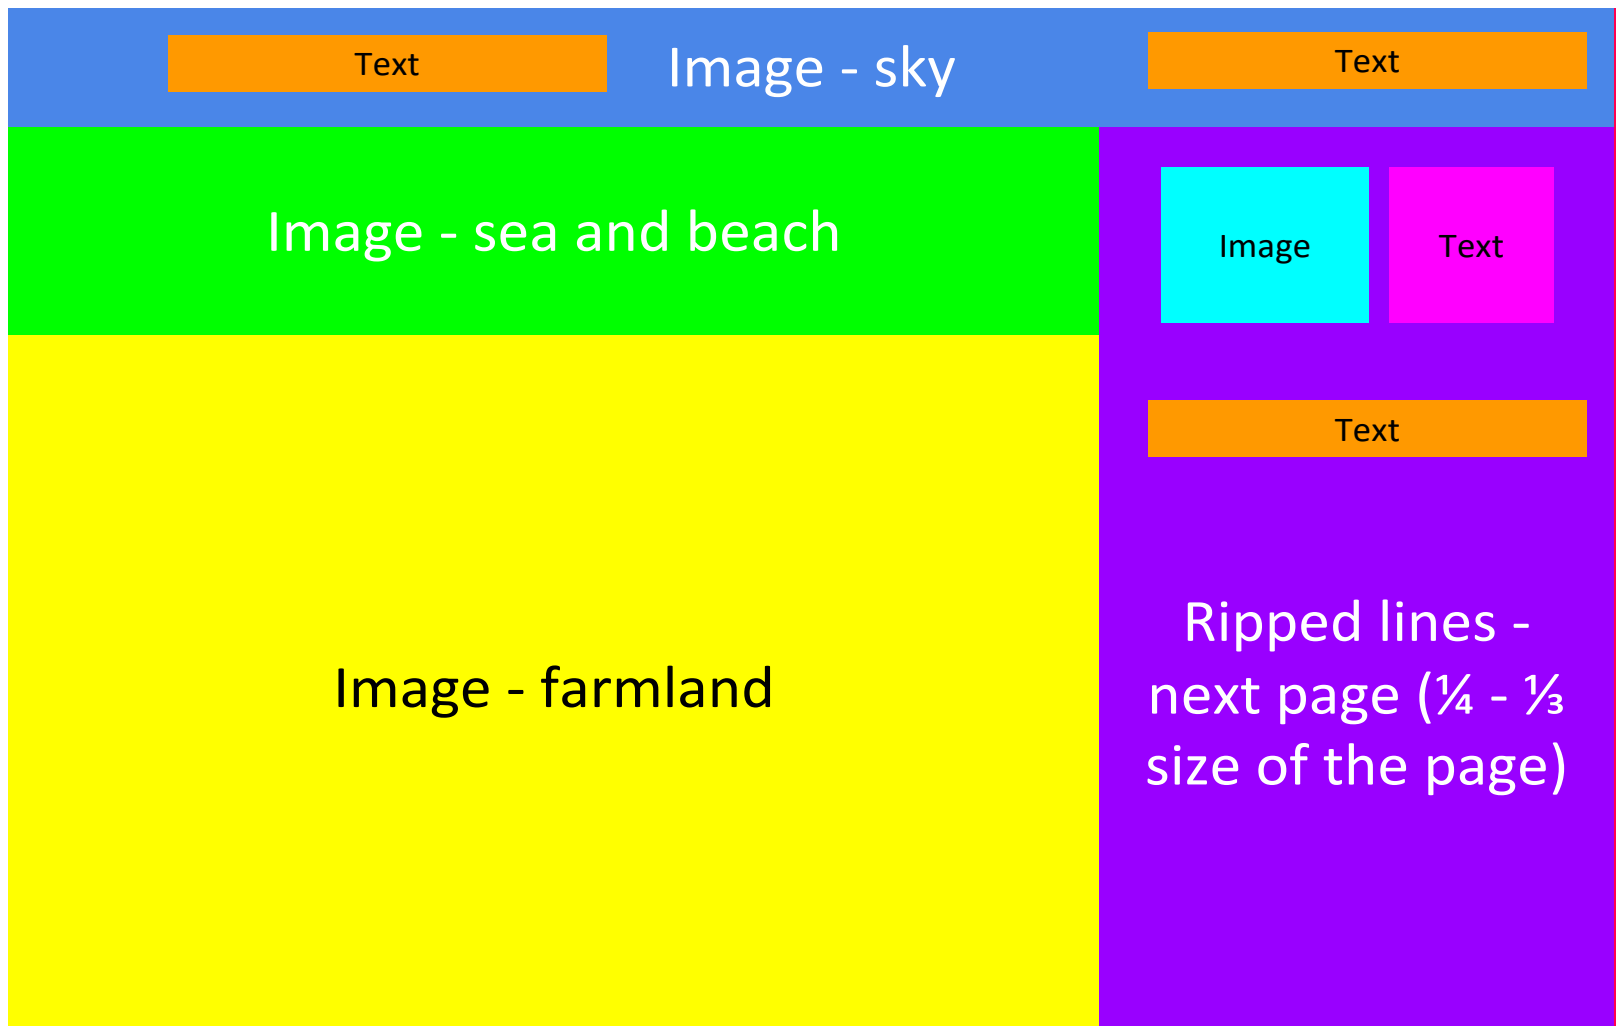 Text
Image - sky
Text
Image - sea and beach
Image
Text
Text
Image - farmland
Ripped lines -
next page (¼ - ⅓
size of the page)